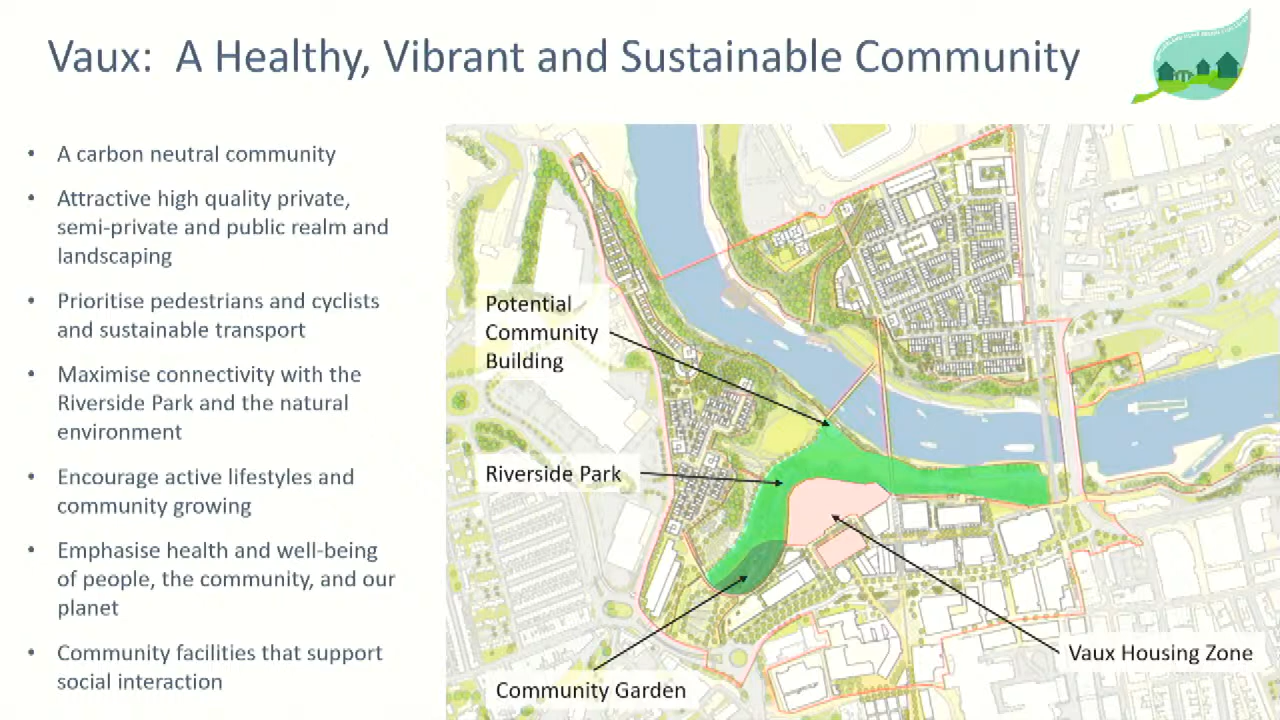 Vaux:  A Healthy, Vibrant and Sustainable Community
• A carbon neutral community
• Attractive high quality private,
semi-private and public realm and
landscaping
• Prioritise pedestrians and cyclists
and sustainable transport
• Maximise connectivity with the
Riverside Park and the natural
environment
• Encourage active lifestyles and
community growing
• Emphasise health and well-being
of people, the community, and our
planet
• Community facilities that support
social interaction
Potential
Community
Building
Riverside Park
Community Garden
Vaux Housing Zone